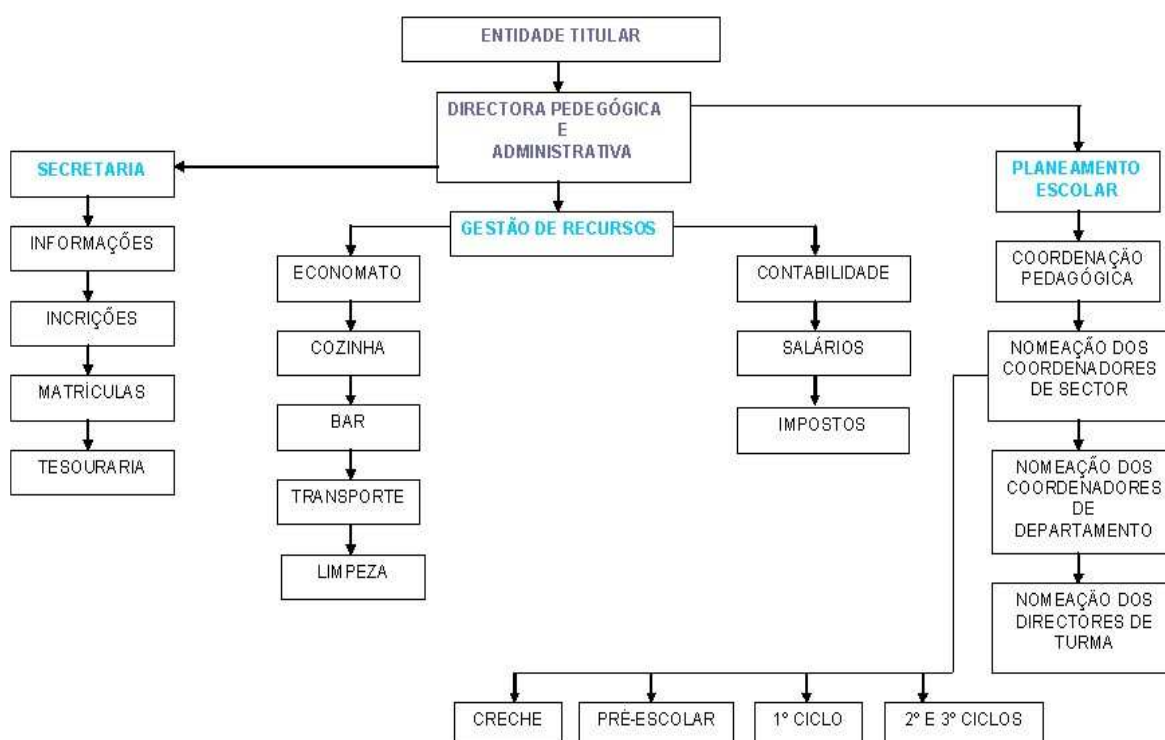 ENTIDADE TITULAR
DIRECTORA PEDEGÓGICA
E
ADMINISTRATIVA
SECRETARIA
INFORMAÇÕES
INCRIÇÕES
MATRÍCULAS
TESOURARIA
GESTÃO DE RECURSOS
ECONOMATO
COZINHA
BAR
TRANSPORTE
LIMPEZA
CONTABILIDADE
SALÁRIOS
IMPOSTOS
PLANEAMENTO
ESCOLAR
COORDENAÇÃO
PEDAGÓGICA
NOMEAÇÃO DOS
COORDENADORES
DE SECTOR
NOMEAÇÃO DOS
COORDENADORES
DE
DEPARTAMENTO
NOMEAÇÃO DOS
DIRECTORES DE
TURMA
CRECHE
PRÉ-ESCOLAR
1º CICLO
2º E 3º CICLOS